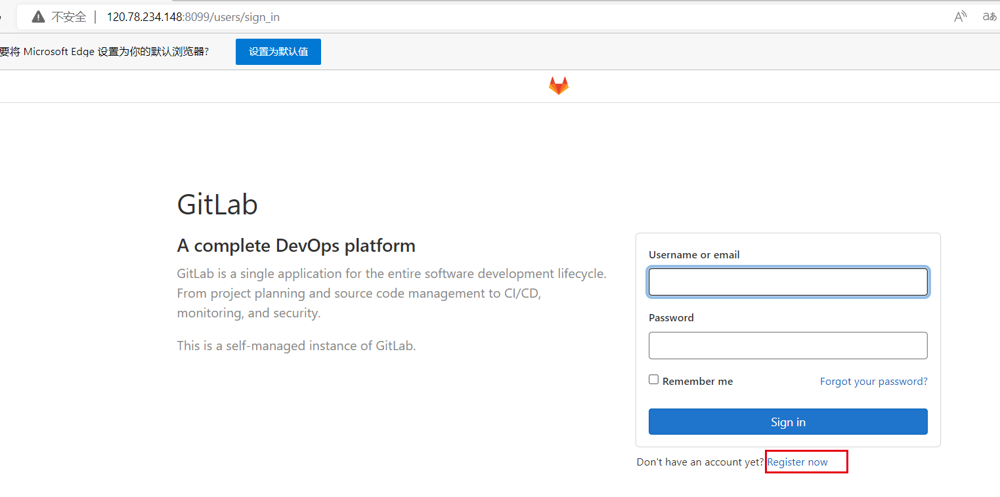 不安全 | 120.78.234.148:8099/users/sign_in
要将 Microsoft Edge 设置为你的默认浏览器? 设置为默认值
GitLab
A complete DevOps platform
GitLab is a single application for the entire software development lifecycle.
From project planning and source code management to CI/CD,
monitoring, and security.
This is a self-managed instance of GitLab.
Username or email
Password
Remember me Forgot your password?
Sign in
Don't have an account yet? Register now